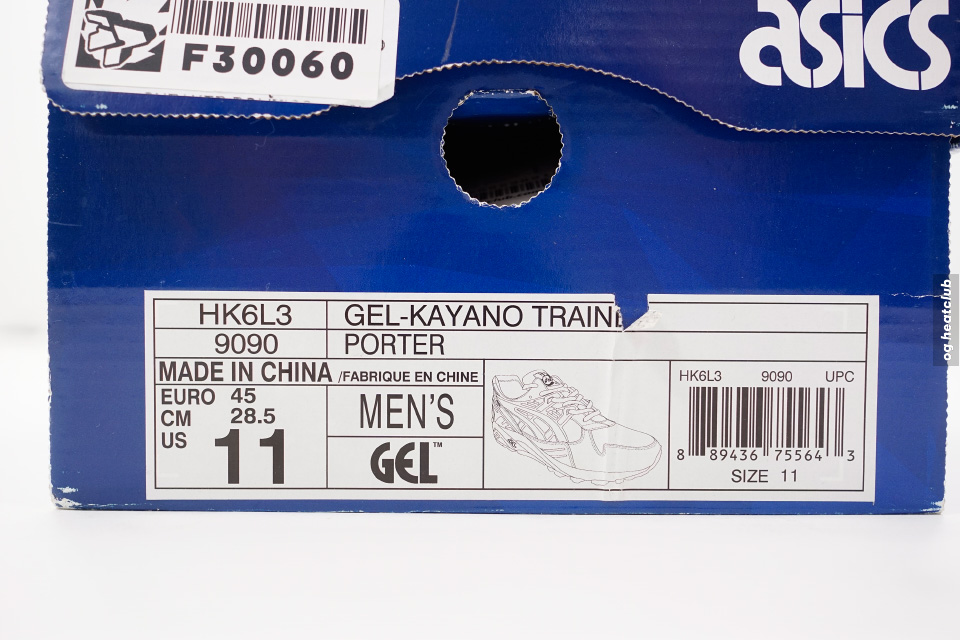 F30060
asics
HK6L3
GEL-KAYANO TRAIN
9090
PORTER
MADE IN CHINA /FABRIQUE EN CHINE
EURO 45
CM 28.5
US 11
MEN'S
GEL™
HK6L3 9090 UPC
8 89436 75564 3
SIZE 11
og.heatclub